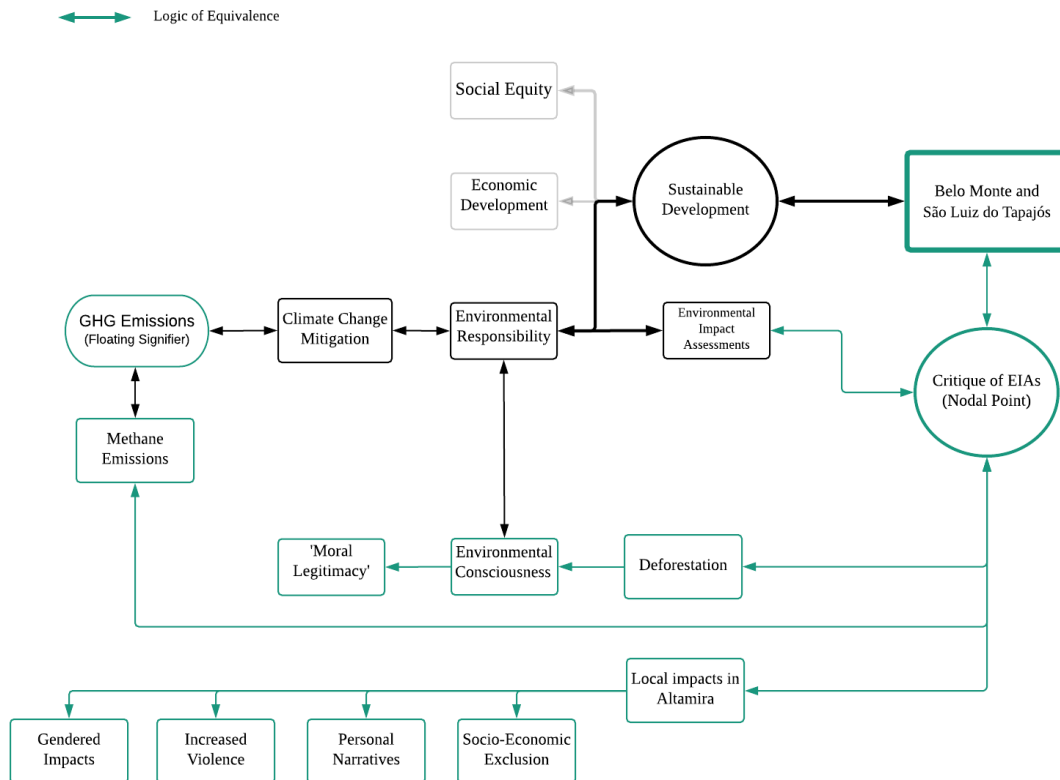 Logic of Equivalence
Social Equity
Economic
Development
Sustainable
Development
Belo Monte and
São Luiz do Tapajós
GHG Emissions
(Floating Signifier)
Climate Change
Mitigation
Environmental
Responsibility
Environmental
Impact
Assessments
Critique of EIAs
(Nodal Point)
Methane
Emissions
'Moral
Legitimacy'
Environmental
Consciousness
Deforestation
Local impacts in
Altamira
Gendered
Impacts
Increased
Violence
Personal
Narratives
Socio-Economic
Exclusion